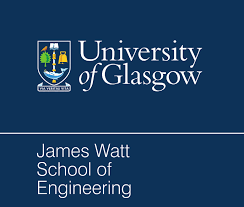 University
of Glasgow
James Watt
School of
Engineering